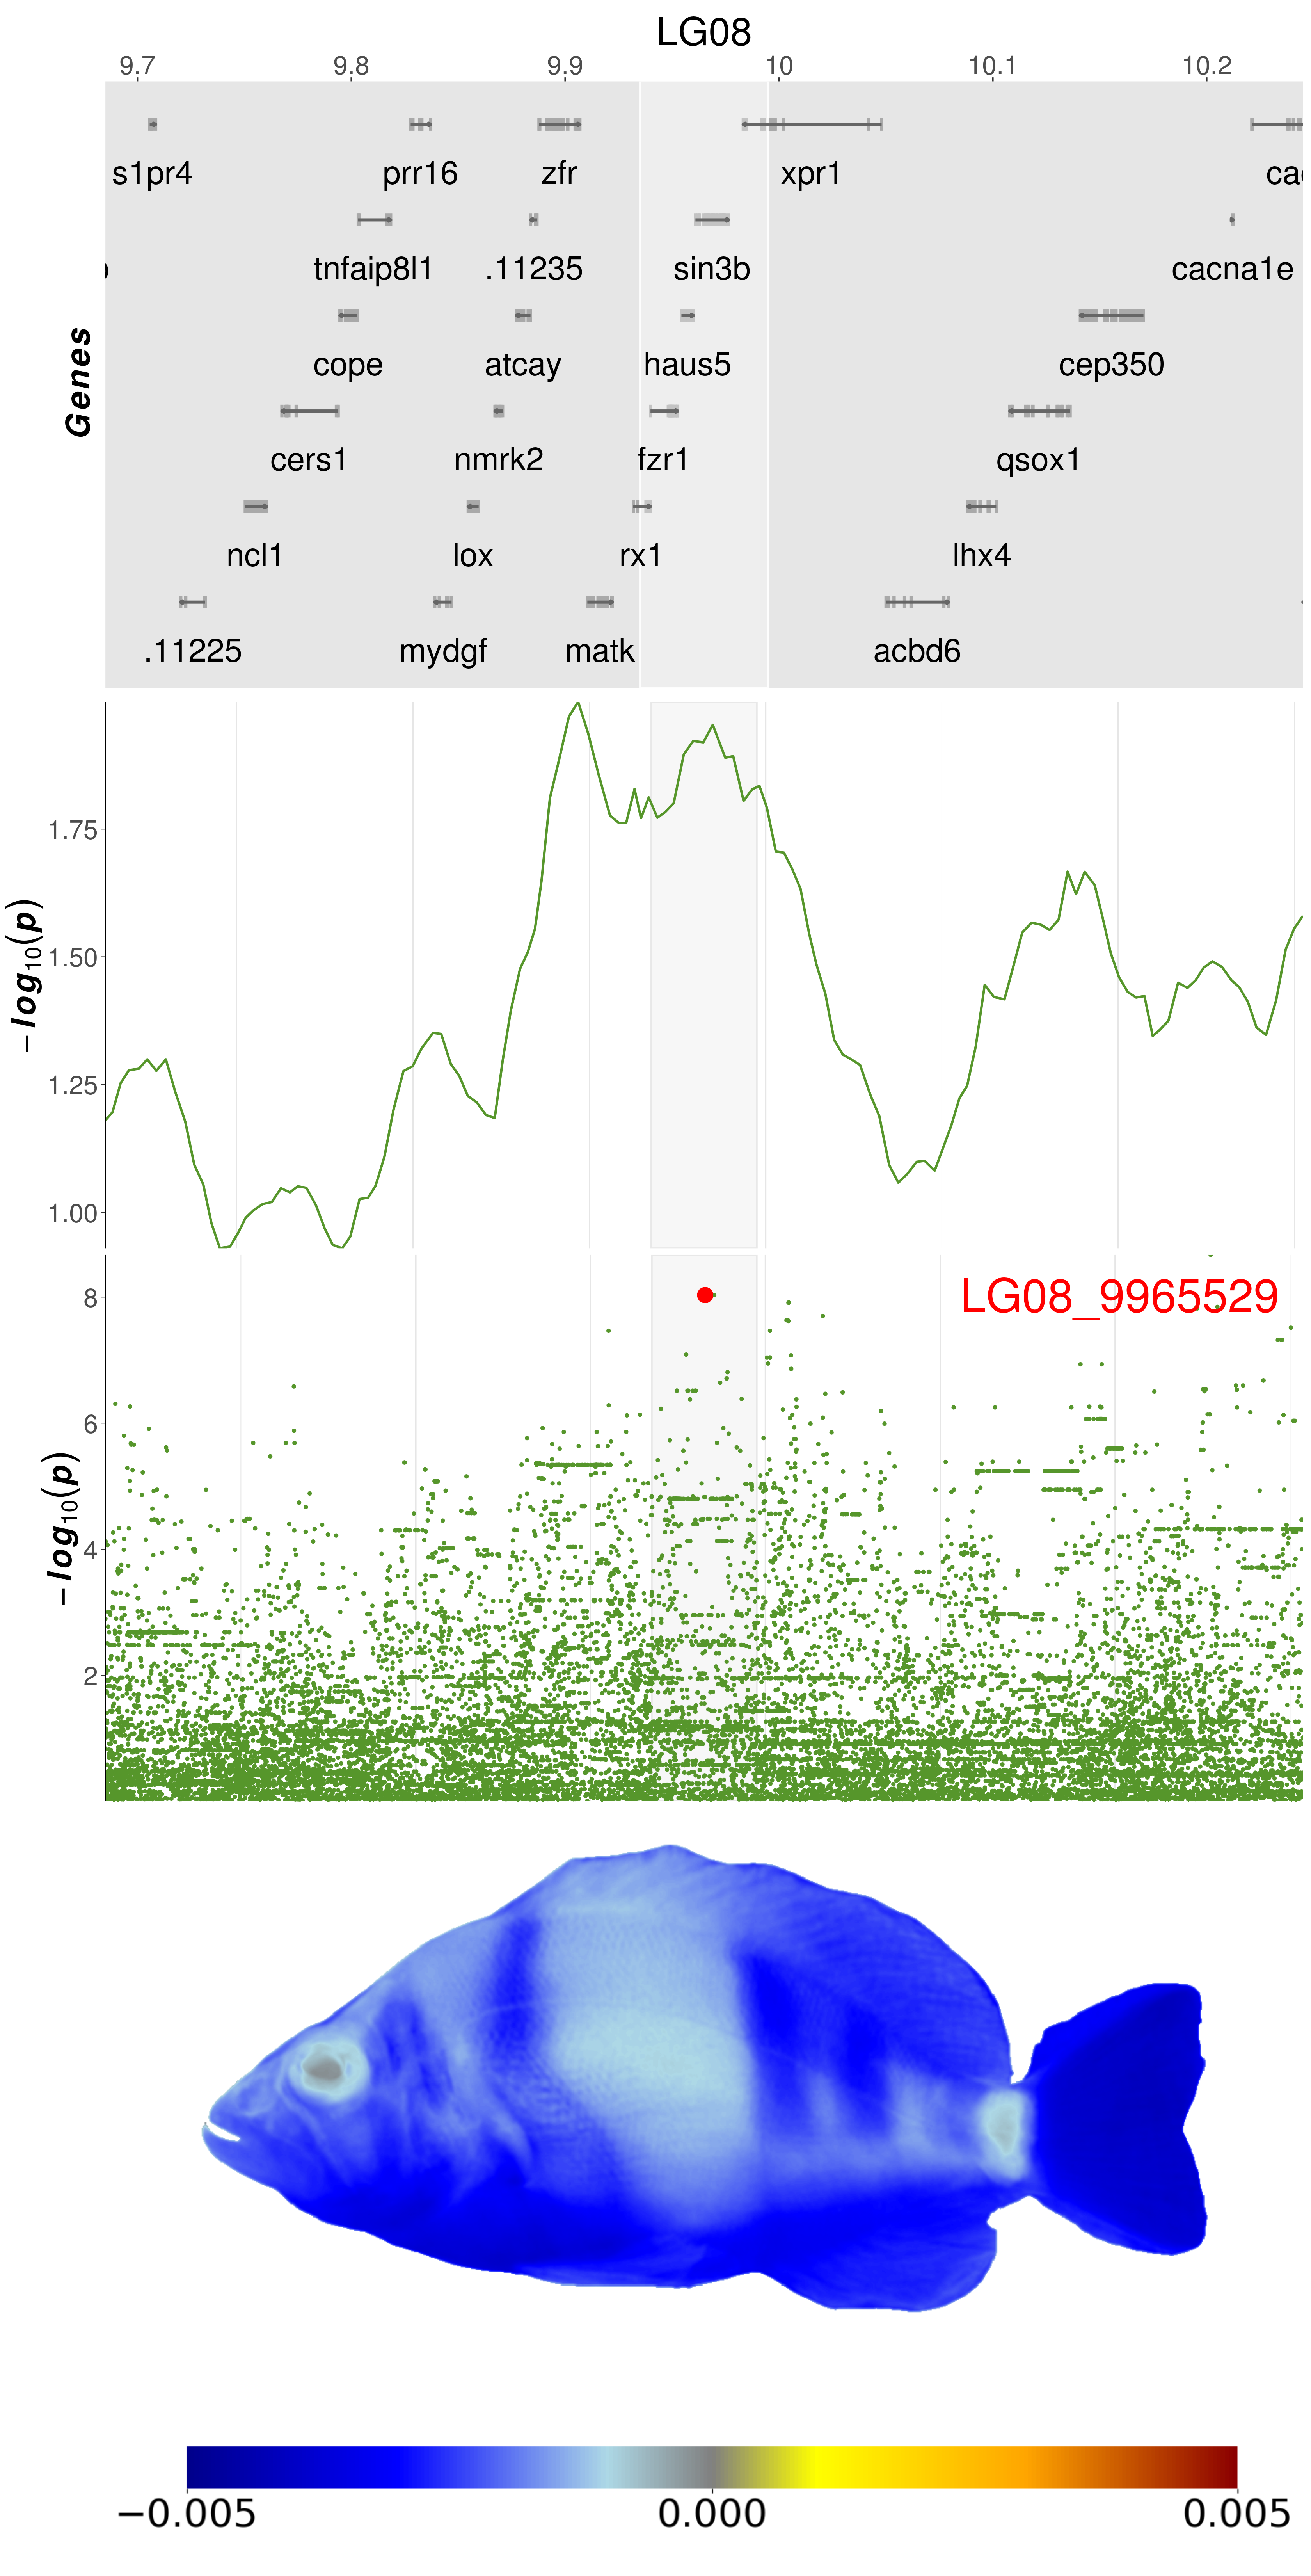 LG08
9.7 9.8 9.9 10 10.1 10.2
s1pr4 prr16 zfr xpr1 cac
tnfaip8l1 .11235 sin3b cacna1e
Genes
cope atcay haus5 cep350
cers1 nmrk2 fzr1 qsox1
ncl1 lox rx1 lhx4
.11225 mydgf matk acbd6
−log10(p)
1.75
1.50
1.25
1.00
−log10(p)
8
6
4
2
LG08_9965529
−0.005 0.000 0.005